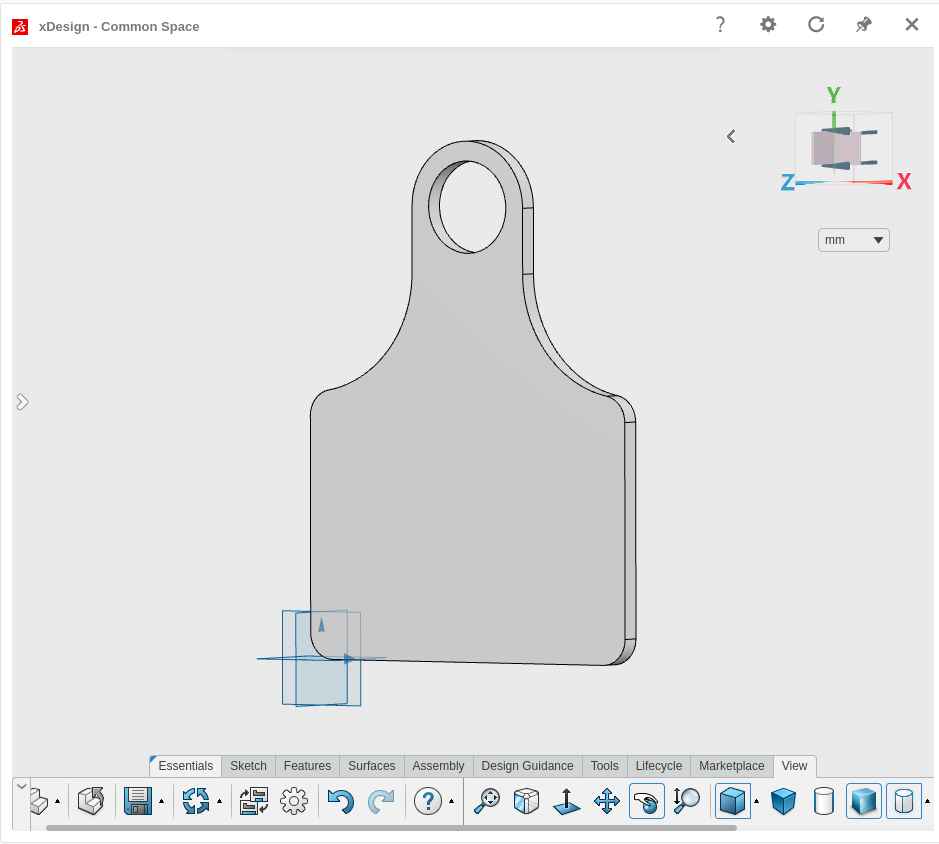 xDesign - Common Space
?
Y
Z
X
mm
Essentials
Sketch
Features
Surfaces
Assembly
Design Guidance
Tools
Lifecycle
Marketplace
View
?